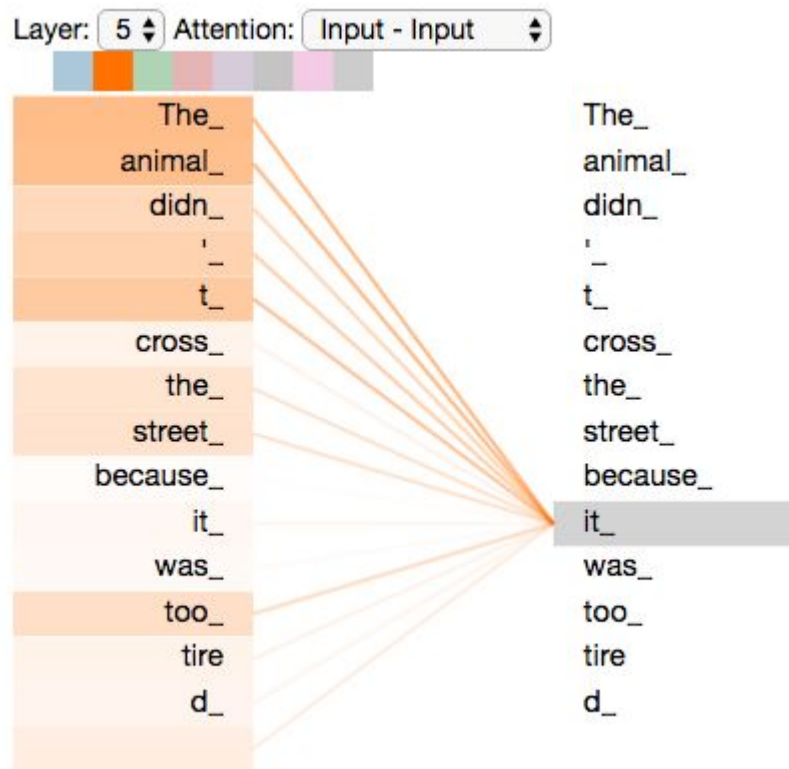 Layer: 5 Attention: Input - Input
The_ The_
animal_ animal_
didn_ didn_
'_ '_
t_ t_
cross_ cross_
the_ the_
street_ street_
because_ because_
it_ it_
was_ was_
too_ too_
tire tire
d_ d_